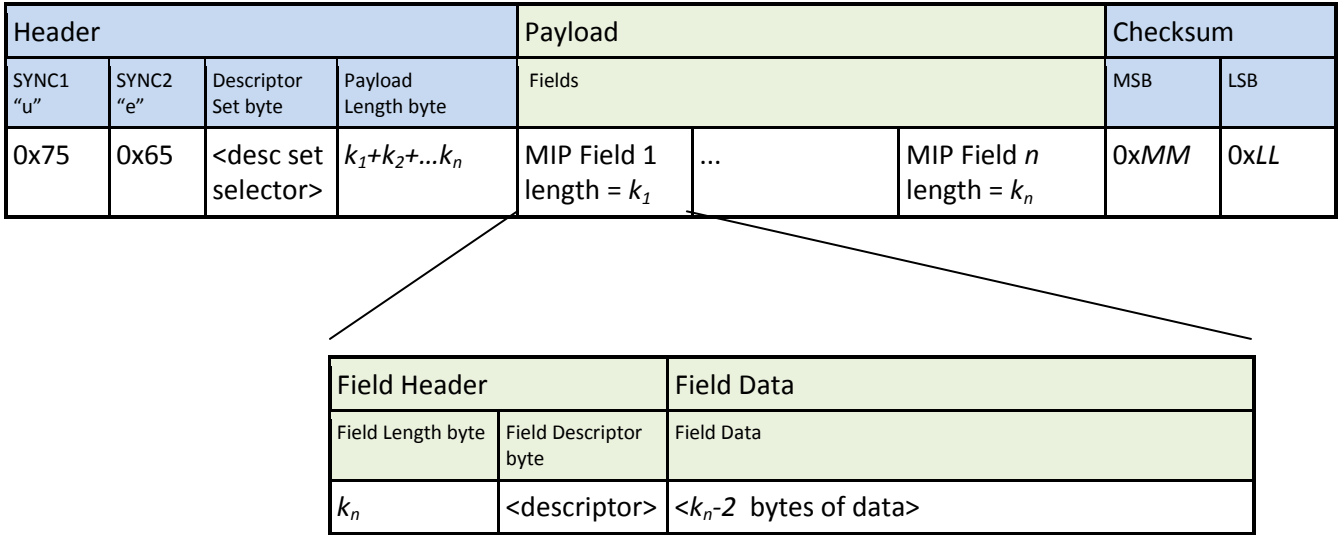 Header Payload Checksum
SYNC1 SYNC2 Descriptor Payload Fields MSB LSB
“u” “e” Set byte Length byte
0x75 0x65 <desc set k₁+k₂+...kₙ MIP Field 1 ... MIP Field n 0xMM 0xLL
selector> length = k₁ length = kₙ
Field Header Field Data
Field Length byte Field Descriptor Field Data
byte
kₙ <descriptor> <kₙ-2 bytes of data>